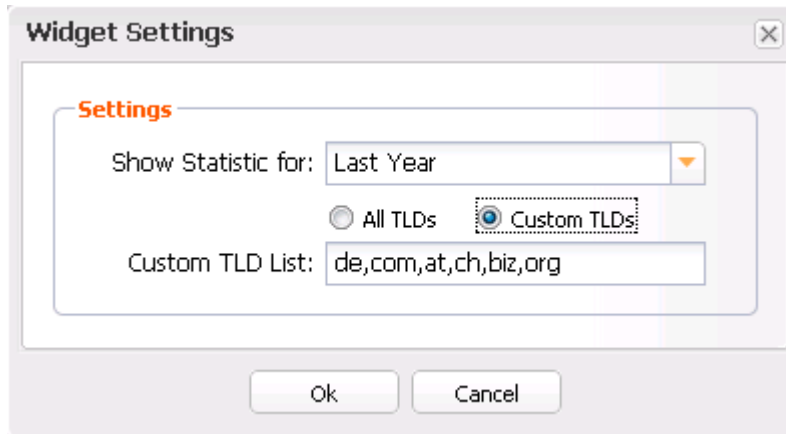 Widget Settings
Settings
Show Statistic for: Last Year
All TLDs Custom TLDs
Custom TLD List: de,com,at,ch,biz,org
Ok Cancel